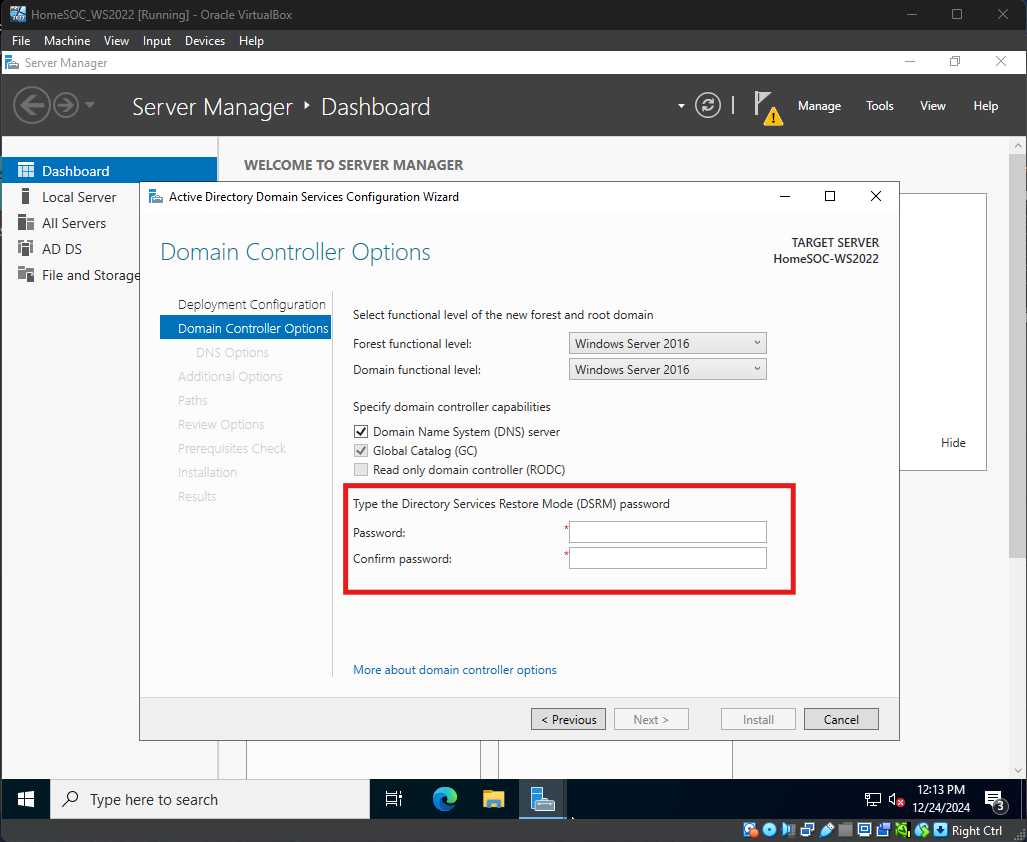 HomeSOC_WS2022 [Running] - Oracle VirtualBox
File Machine View Input Devices Help
Server Manager
Server Manager Dashboard
Manage Tools View Help
Dashboard
Local Server
All Servers
AD DS
File and Storage
WELCOME TO SERVER MANAGER
Active Directory Domain Services Configuration Wizard
Domain Controller Options
TARGET SERVER
HomeSOC-WS2022
Deployment Configuration
Domain Controller Options
DNS Options
Additional Options
Paths
Review Options
Prerequisites Check
Installation
Results
Select functional level of the new forest and root domain
Forest functional level: Windows Server 2016
Domain functional level: Windows Server 2016
Specify domain controller capabilities
Domain Name System (DNS) server
Global Catalog (GC)
Read only domain controller (RODC)
Type the Directory Services Restore Mode (DSRM) password
Password: *
Confirm password: *
More about domain controller options
Hide
< Previous Next > Install Cancel
Type here to search
12:13 PM
12/24/2024
3
Right Ctrl